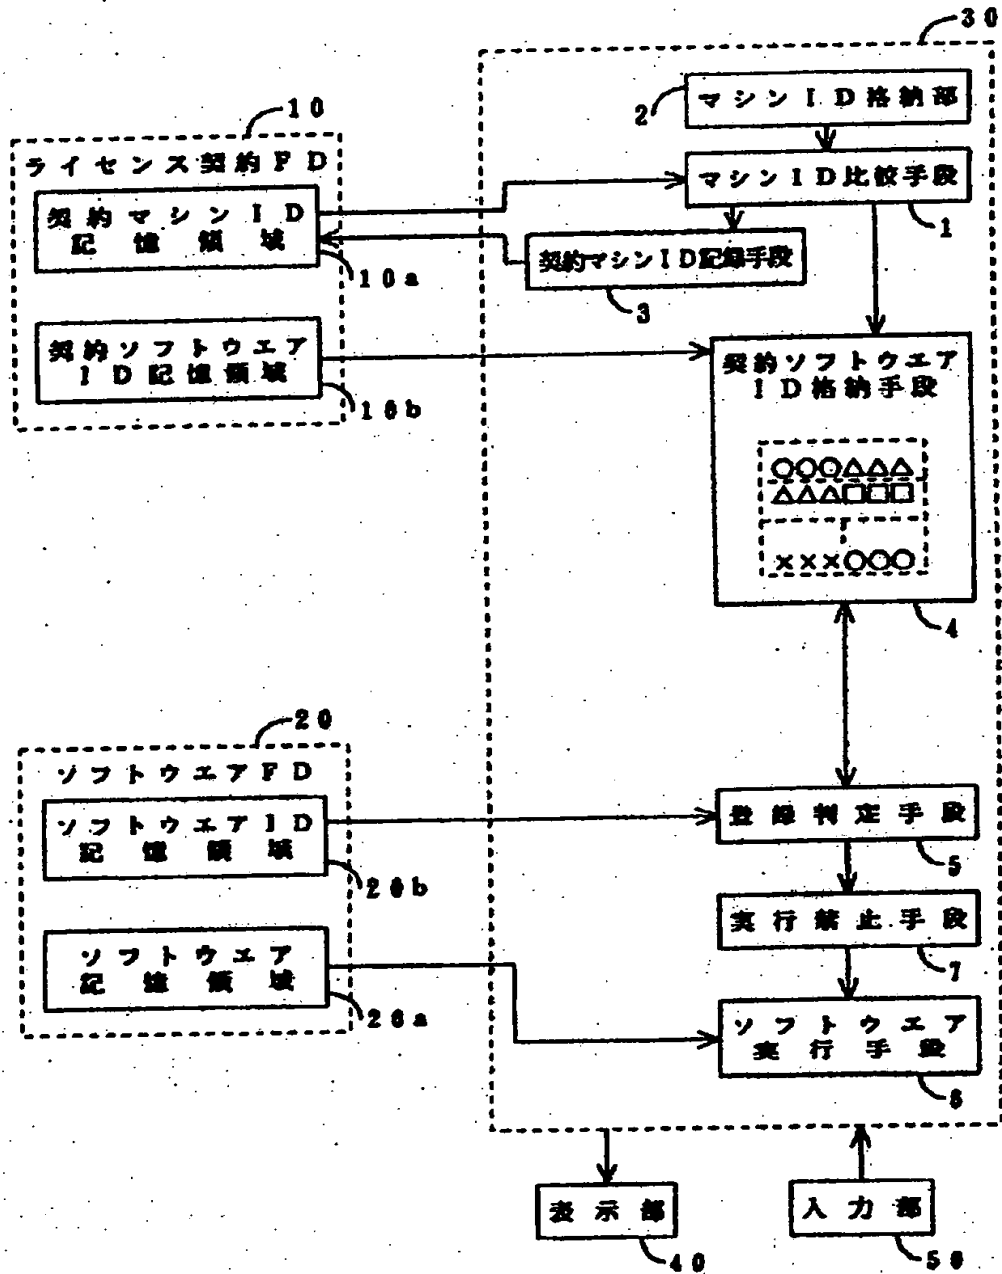 30
マシンID格納部
2
10
ライセンス契約FD
マシンID比較手段
1
契約マシンID
記憶領域
10a
契約マシンID記録手段
3
契約ソフトウエア
ID記憶領域
10b
契約ソフトウエア
ID格納手段
○○○△△△
△△△□□□
×××○○○
4
20
ソフトウエアFD
ソフトウエアID
記憶領域
20b
登録判定手段
5
実行禁止手段
7
ソフトウエア
記憶領域
20a
ソフトウエア
実行手段
6
表示部
40
入力部
50